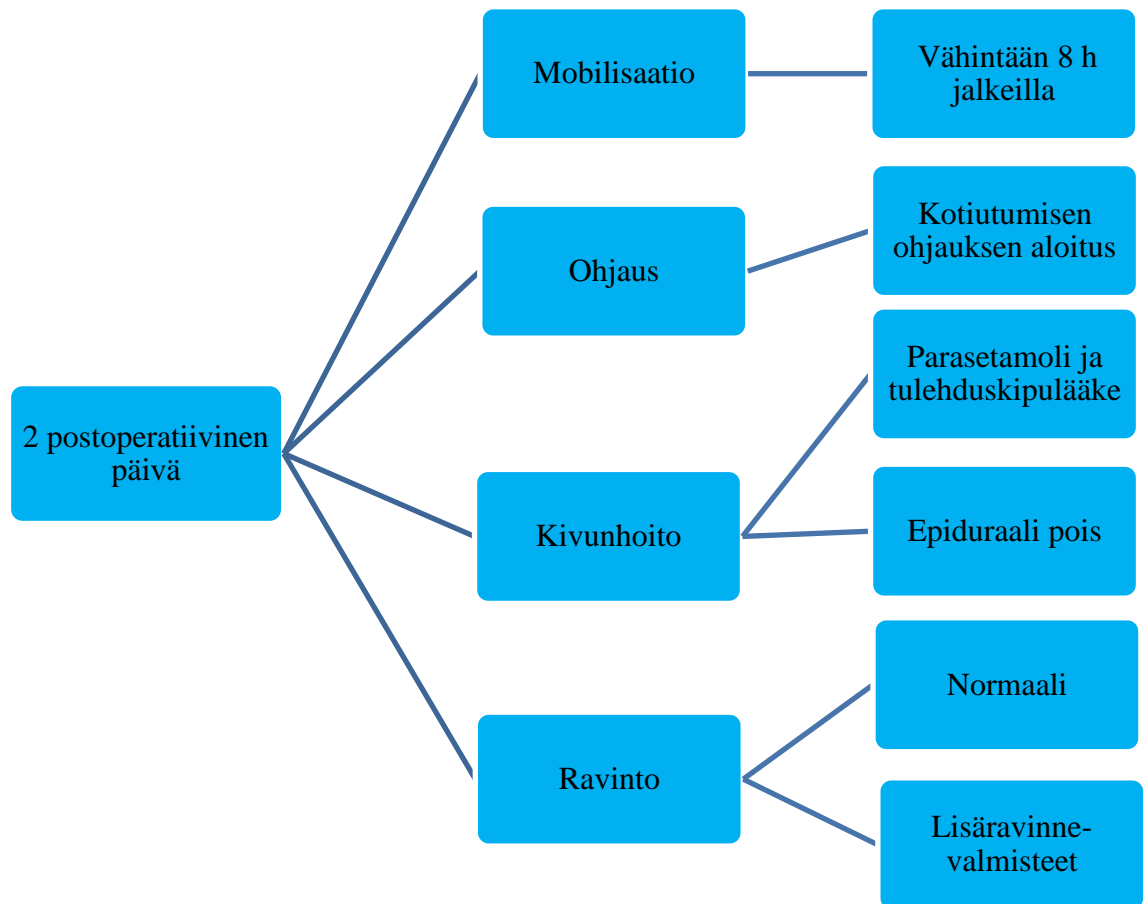 2 postoperatiivinen
päivä
Mobilisaatio
Vähintään 8 h
jalkeilla
Ohjaus
Kotiutumisen
ohjauksen aloitus
Kivunhoito
Parasetamoli ja
tulehduskipulääke
Epiduraali pois
Ravinto
Normaali
Lisäravinne-
valmisteet